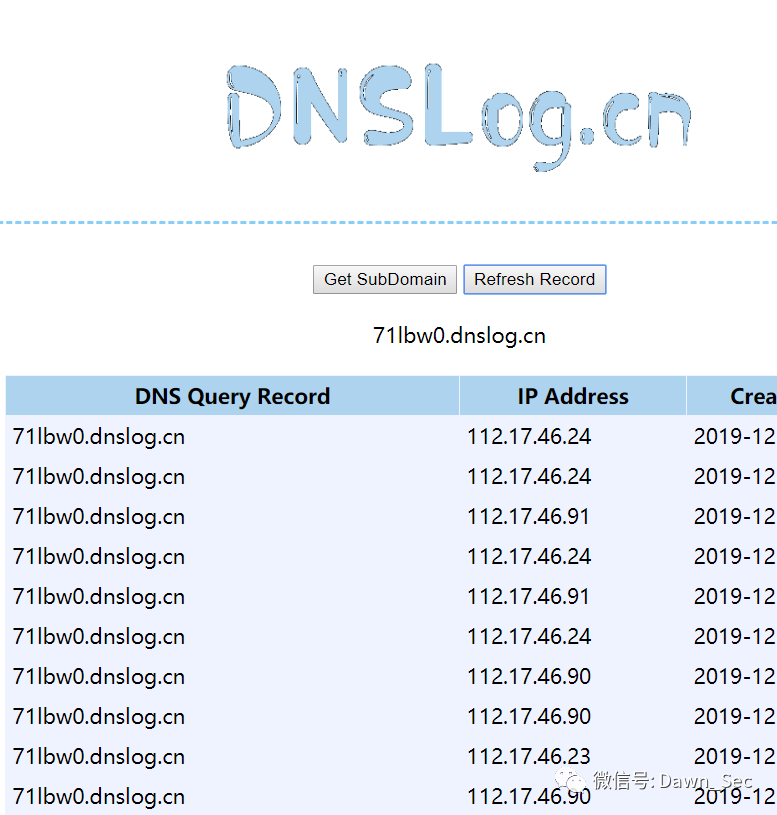 DNSLog.cn
Get SubDomain Refresh Record
71lbw0.dnslog.cn
DNS Query Record IP Address Crea
71lbw0.dnslog.cn 112.17.46.24 2019-12
71lbw0.dnslog.cn 112.17.46.24 2019-12
71lbw0.dnslog.cn 112.17.46.91 2019-12
71lbw0.dnslog.cn 112.17.46.24 2019-12
71lbw0.dnslog.cn 112.17.46.91 2019-12
71lbw0.dnslog.cn 112.17.46.24 2019-12
71lbw0.dnslog.cn 112.17.46.90 2019-12
71lbw0.dnslog.cn 112.17.46.90 2019-12
71lbw0.dnslog.cn 112.17.46.23 2019-12
微信号: Dawn_Sec
71lbw0.dnslog.cn 112.17.46.90 2019-12